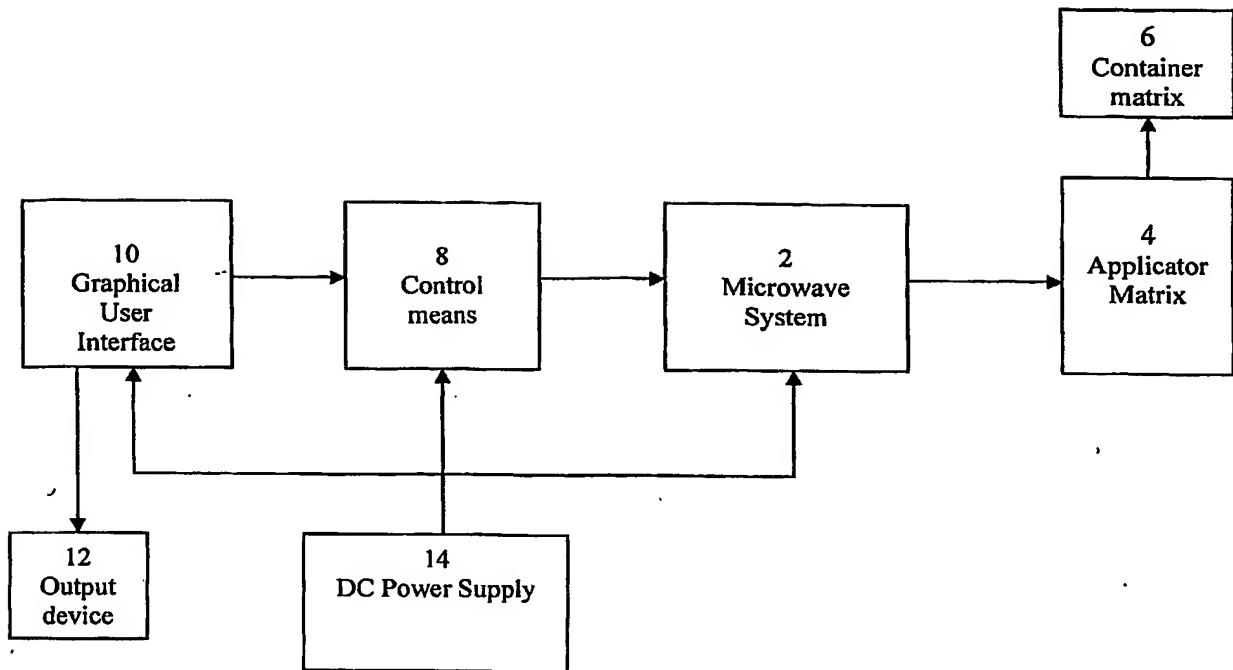 6
Container
matrix
10
Graphical
User
Interface
8
Control
means
2
Microwave
System
4
Applicator
Matrix
12
Output
device
14
DC Power Supply